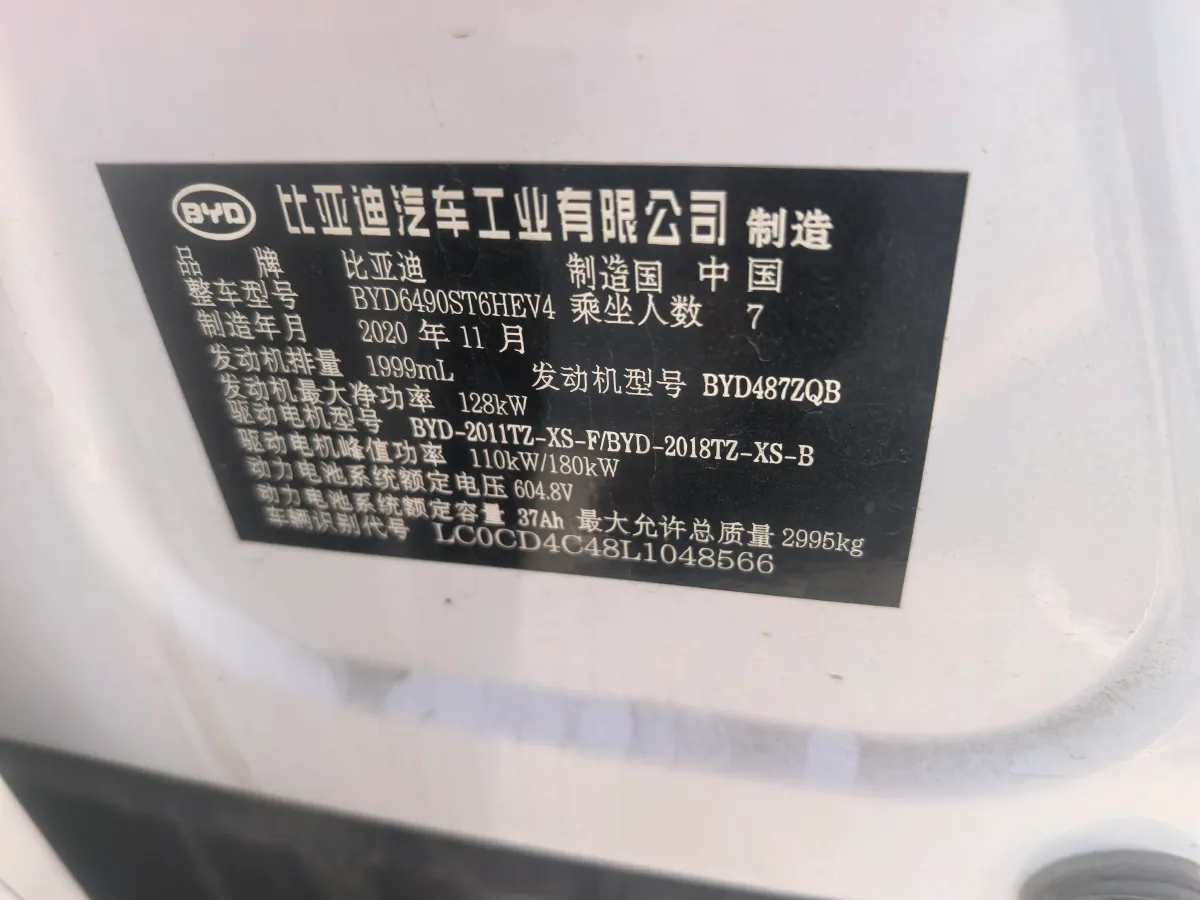 BYD 比亚迪汽车工业有限公司 制造
品牌 比亚迪 制造国 中国
整车型号 BYD6490ST6HEV4 乘坐人数 7
制造年月 2020 年 11 月
发动机排量 1999mL 发动机型号 BYD487ZQB
发动机最大净功率 128kW
驱动电机型号 BYD-2011TZ-XS-F/BYD-2018TZ-XS-B
驱动电机峰值功率 110kW/180kW
动力电池系统额定电压 604.8V
动力电池系统额定容量 37Ah 最大允许总质量 2995kg
车辆识别代号 LC0CD4C48L1048566